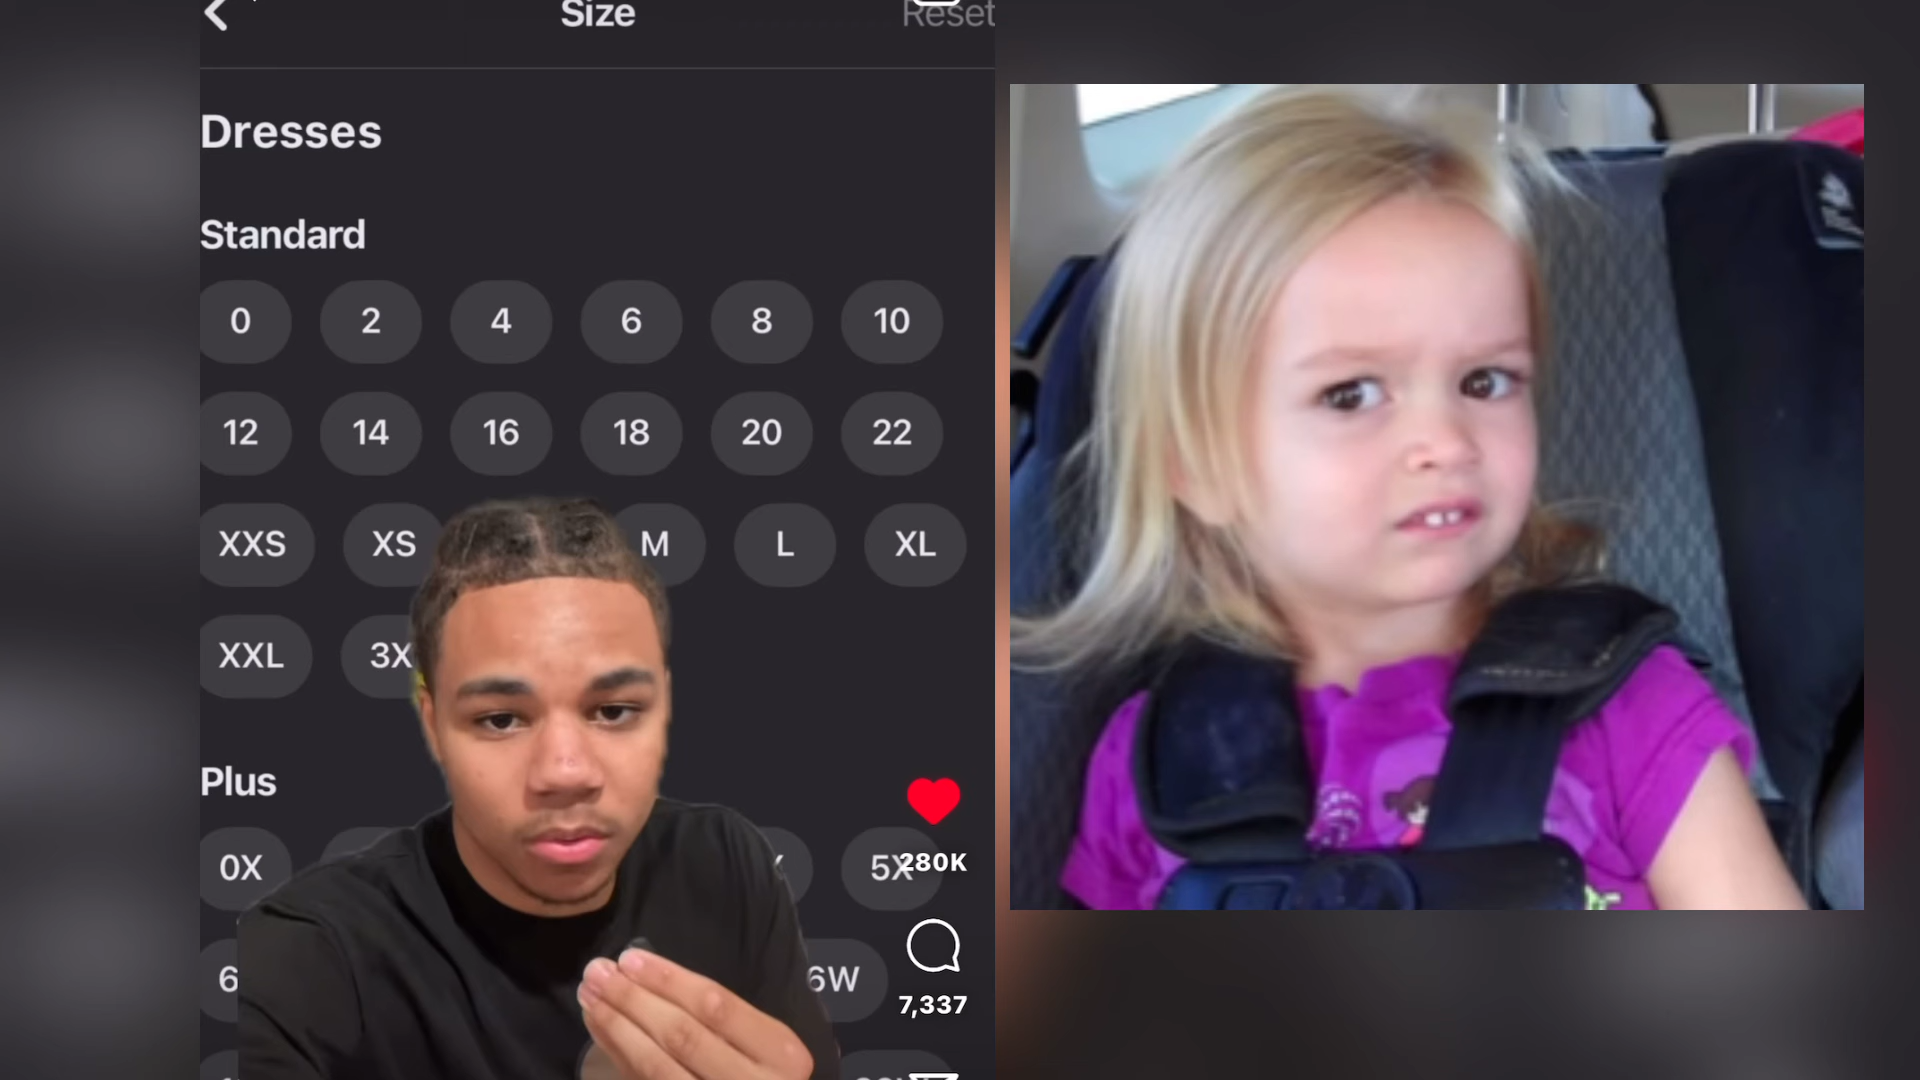 Size
Reset
Dresses
Standard
0 2 4 6 8 10
12 14 16 18 20 22
XXS XS M L XL
XXL 3X
Plus
0X 5X
280K
6 6W
7,337